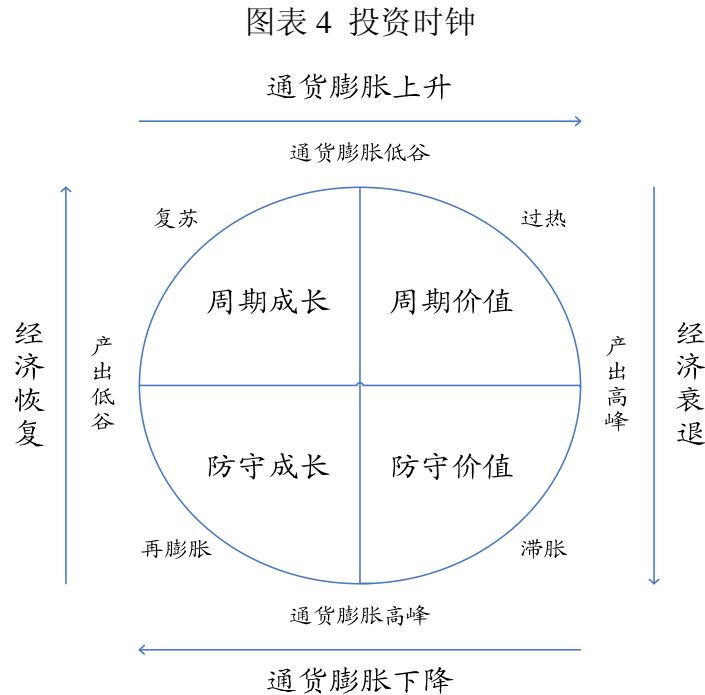 图表 4 投资时钟
通货膨胀上升
通货膨胀低谷
复苏
过热
周期成长
周期价值
经济恢复
产出低谷
产出高峰
经济衰退
防守成长
防守价值
再膨胀
滞胀
通货膨胀高峰
通货膨胀下降